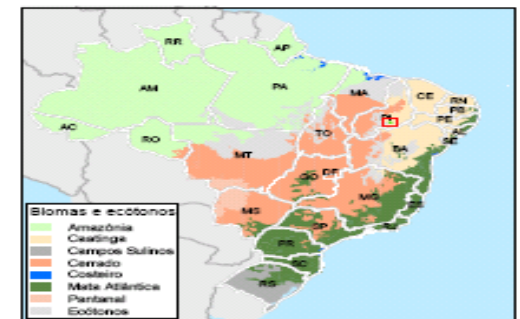 RR
AP
AM
PA
MA
CE
RN
PB
PE
AL
SE
PI
AC
RO
TO
BA
MT
GO
DF
MG
ES
MS
SP
RJ
PR
SC
RS
Biomas e ecótonos
Amazônia
Caatinga
Campos Sulinos
Cerrado
Costeiro
Mata Atlântica
Pantanal
Ecótonos